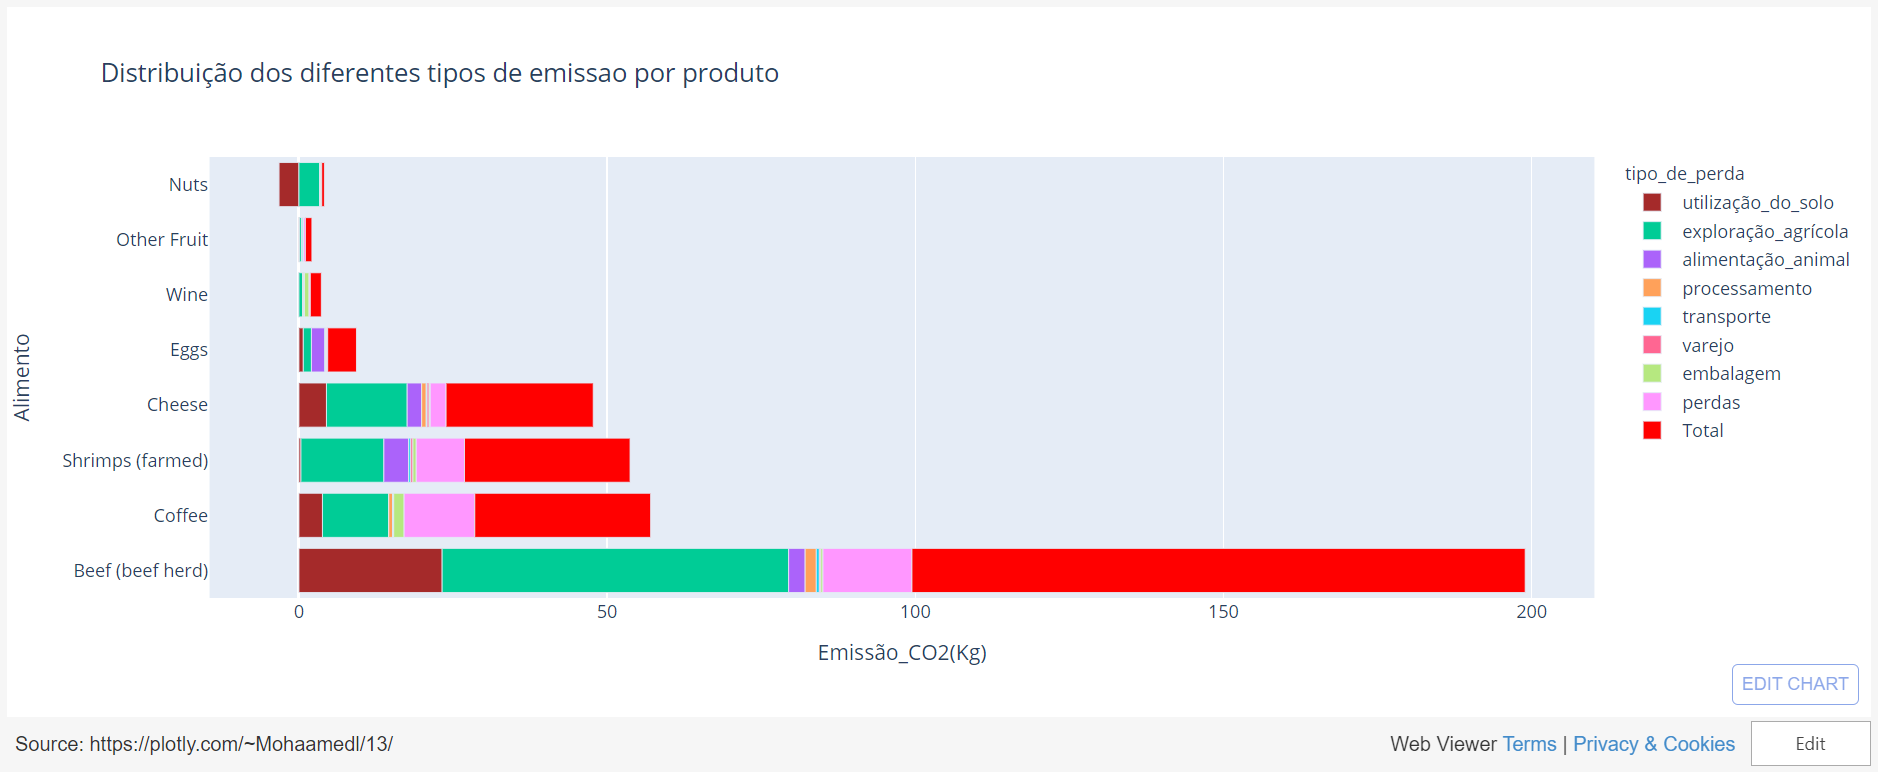 Distribuição dos diferentes tipos de emissao por produto
Nuts
Other Fruit
Wine
Eggs
Cheese
Shrimps (farmed)
Coffee
Beef (beef herd)
Alimento
0 50 100 150 200
Emissão_CO2(Kg)
tipo_de_perda
utilização_do_solo
exploração_agrícola
alimentação_animal
processamento
transporte
varejo
embalagem
perdas
Total
EDIT CHART
Source: https://plotly.com/~Mohaamedl/13/
Web Viewer Terms | Privacy & Cookies
Edit